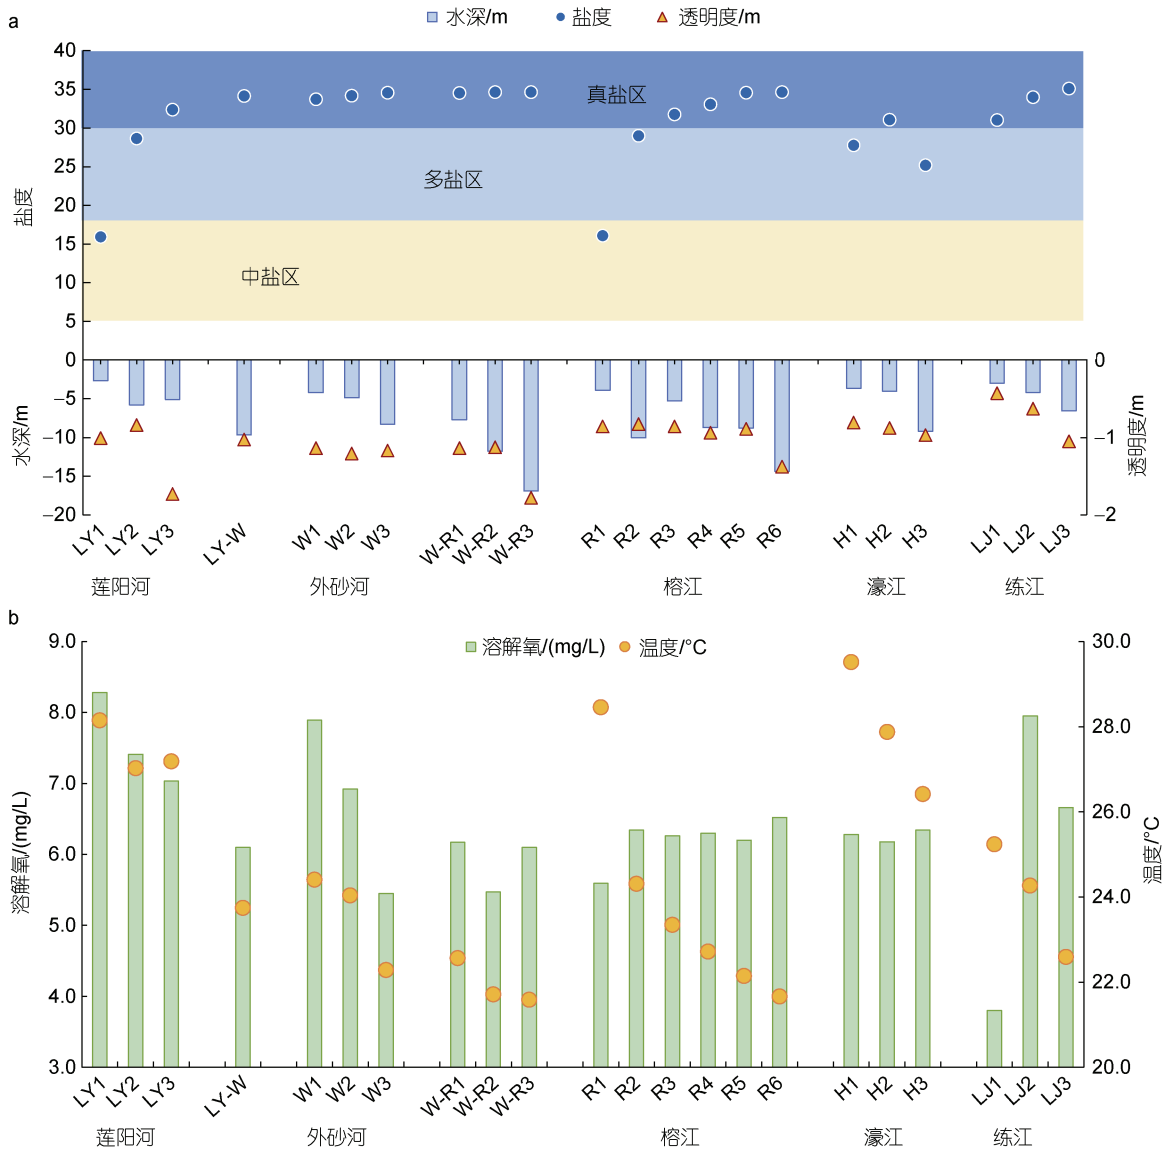 a
水深/m 盐度 透明度/m
40
35
30
25
20
15
10
5
0
−5
−10
−15
−20
盐度
水深/m
真盐区
多盐区
中盐区
0
−1
−2
透明度/m
LY1 LY2 LY3 LY-W W1 W2 W3 W-R1 W-R2 W-R3 R1 R2 R3 R4 R5 R6 H1 H2 H3 LJ1 LJ2 LJ3
莲阳河 外砂河 榕江 濠江 练江
b
溶解氧/(mg/L) 温度/°C
9.0
8.0
7.0
6.0
5.0
4.0
3.0
溶解氧/(mg/L)
30.0
28.0
26.0
24.0
22.0
20.0
温度/°C
LY1 LY2 LY3 LY-W W1 W2 W3 W-R1 W-R2 W-R3 R1 R2 R3 R4 R5 R6 H1 H2 H3 LJ1 LJ2 LJ3
莲阳河 外砂河 榕江 濠江 练江